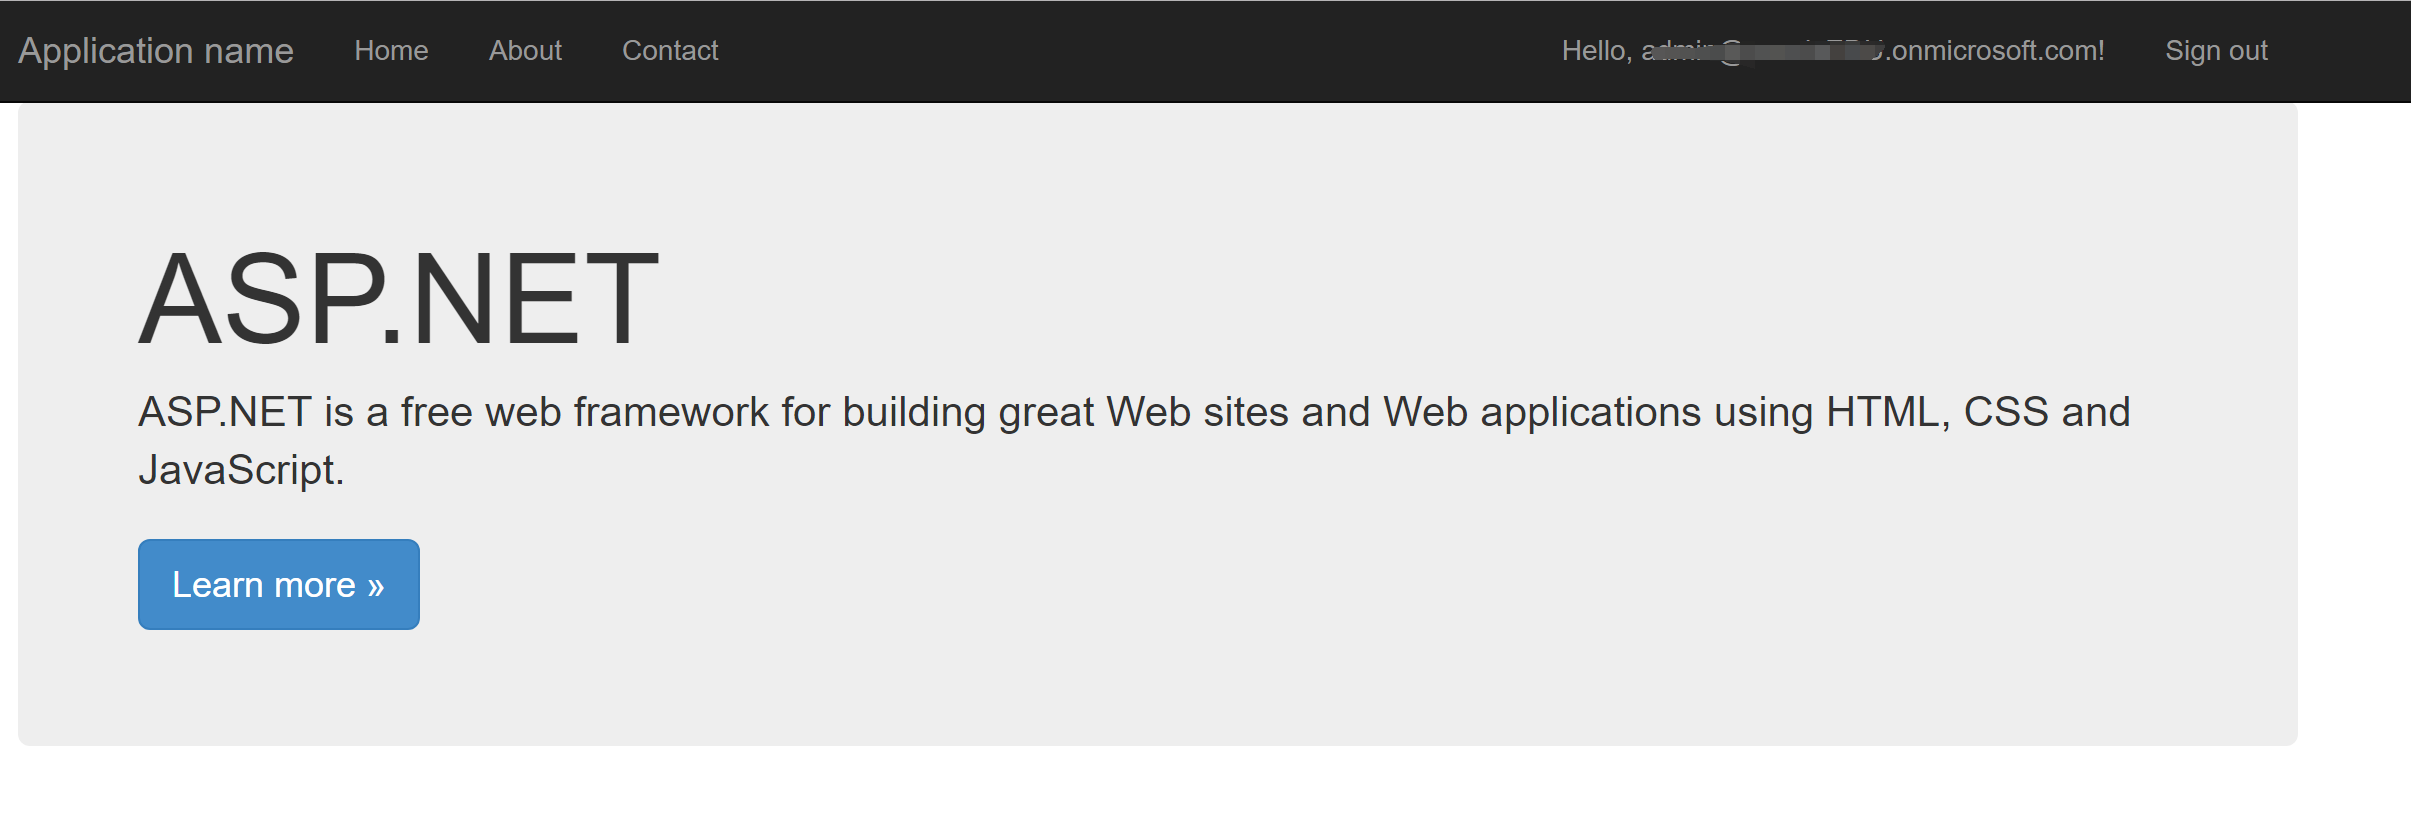 Application name Home About Contact Hello, .onmicrosoft.com! Sign out
ASP.NET
ASP.NET is a free web framework for building great Web sites and Web applications using HTML, CSS and
JavaScript.
Learn more »